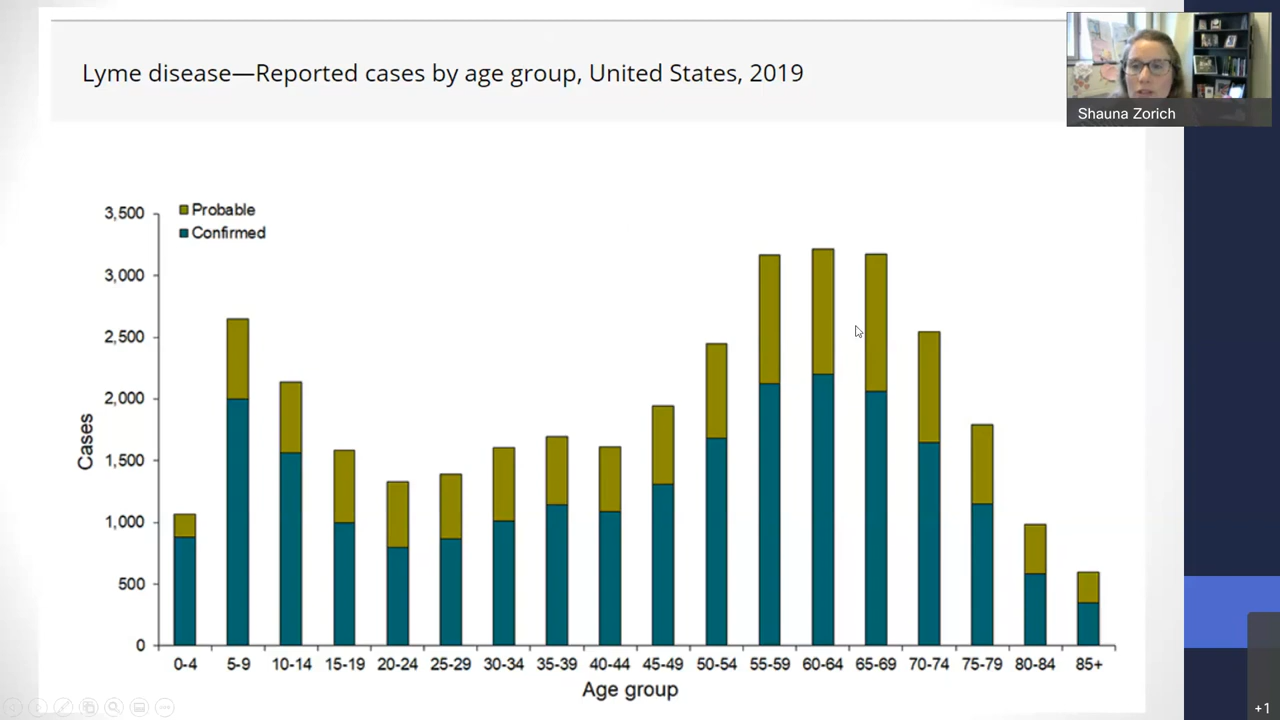 Lyme disease—Reported cases by age group, United States, 2019
Shauna Zorich
Probable
Confirmed
3,500
3,000
2,500
2,000
1,500
1,000
500
0
Cases
0-4 5-9 10-14 15-19 20-24 25-29 30-34 35-39 40-44 45-49 50-54 55-59 60-64 65-69 70-74 75-79 80-84 85+
Age group
+1